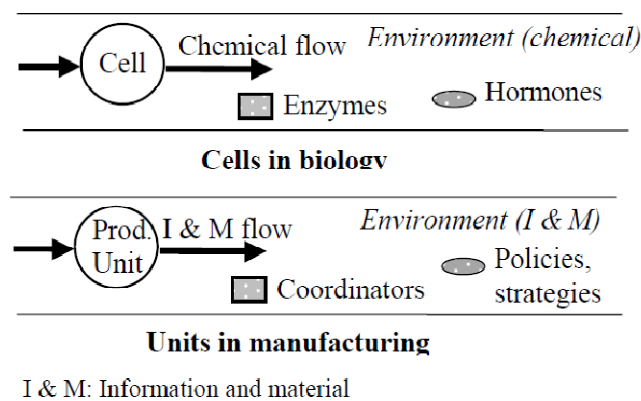 Environment (chemical)
Chemical flow
Cell
Enzymes
Hormones
Cells in biology
Environment (I & M)
Prod.
Unit
I & M flow
Coordinators
Policies,
strategies
Units in manufacturing
I & M: Information and material